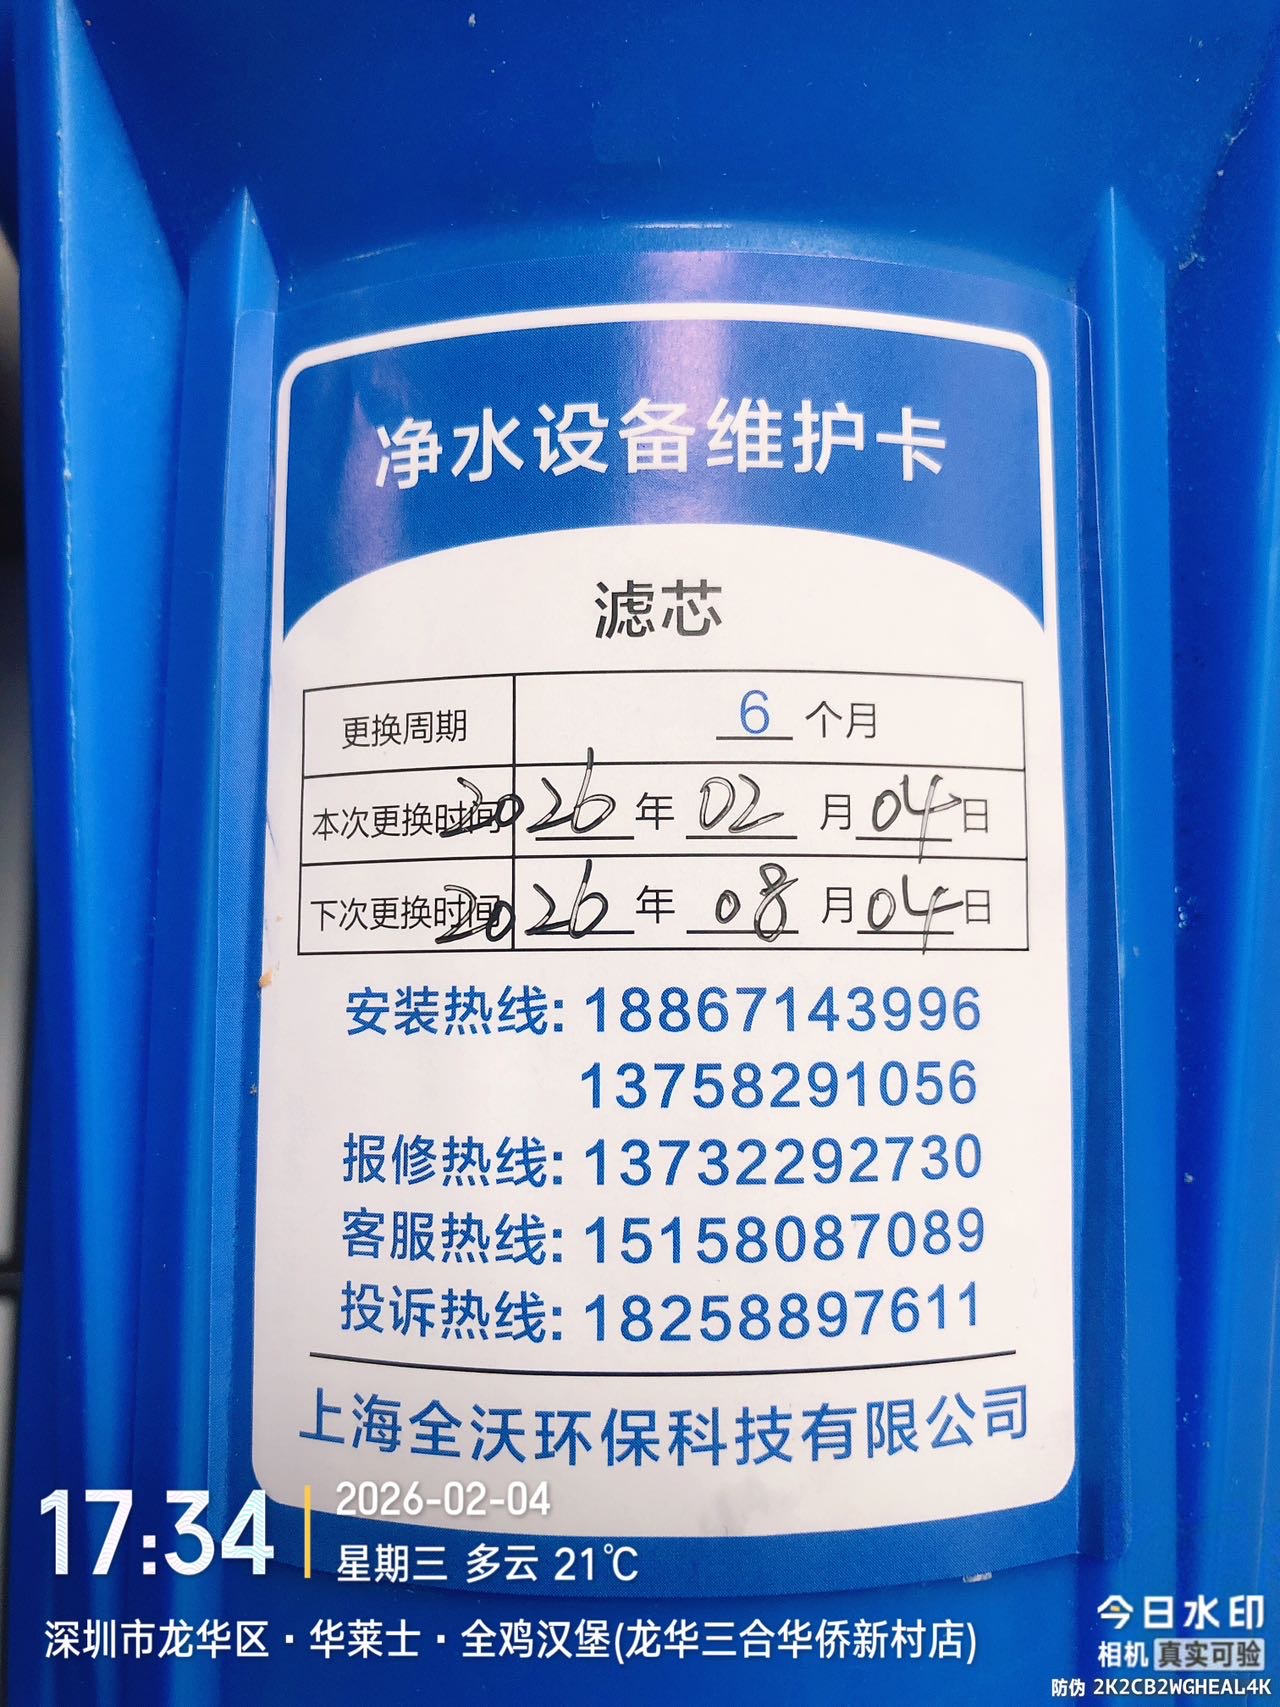 净水设备维护卡
滤芯
更换周期 6 个月
本次更换时间 2026 年 02 月 04 日
下次更换时间 2026 年 08 月 04 日
安装热线: 18867143996
13758291056
报修热线: 13732292730
客服热线: 15158087089
投诉热线: 18258897611
上海全沃环保科技有限公司
17:34
2026-02-04
星期三 多云 21℃
深圳市龙华区·华莱士·全鸡汉堡(龙华三合华侨新村店)
今日水印
相机 真实可验
防伪 2K2CB2WGHEAL4K